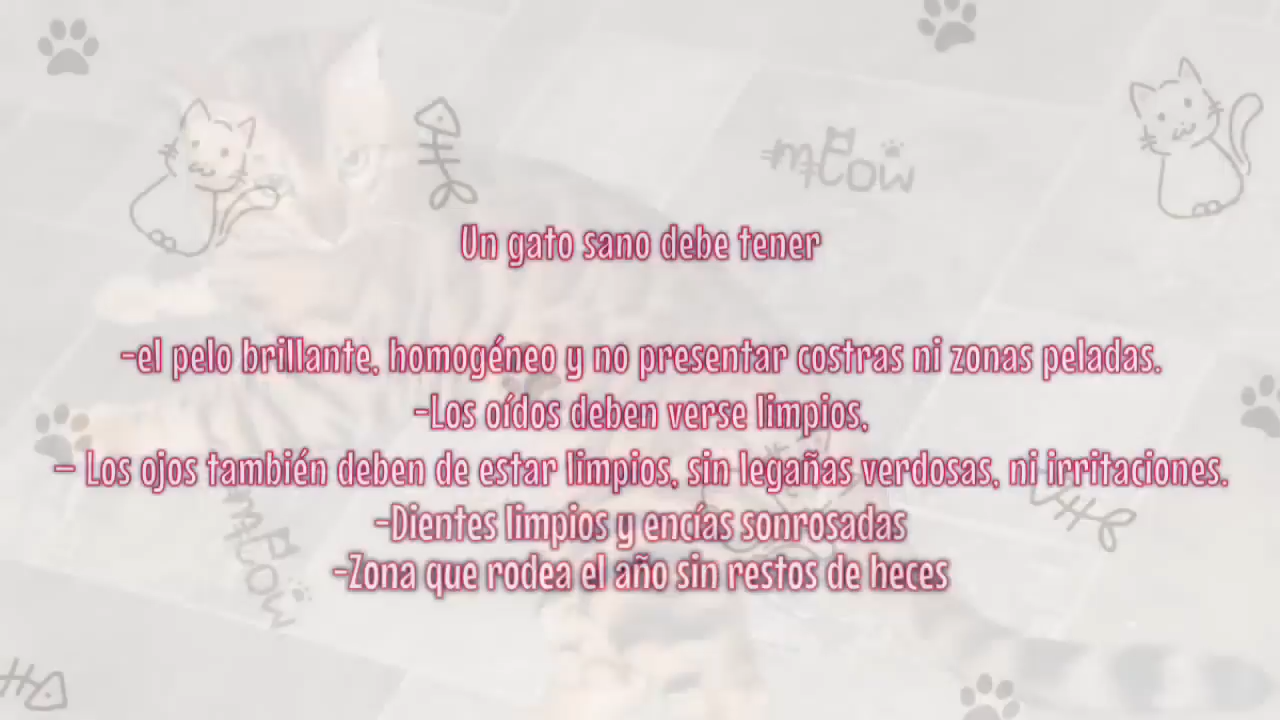 meow
Un gato sano debe tener
-el pelo brillante, homogéneo y no presentar costras ni zonas peladas.
-Los oídos deben verse limpios,
– Los ojos también deben de estar limpios, sin legañas verdosas, ni irritaciones.
-Dientes limpios y encías sonrosadas
-Zona que rodea el año sin restos de heces
meow